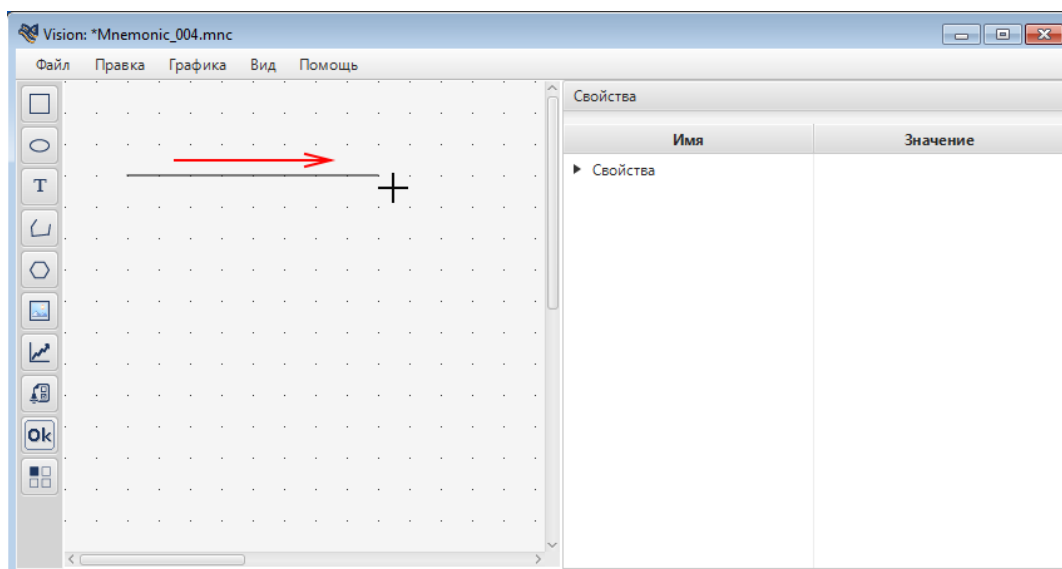 Vision: *Mnemonic_004.mnc
Файл Правка Графика Вид Помощь
Свойства
Имя Значение
Свойства
T
Ok